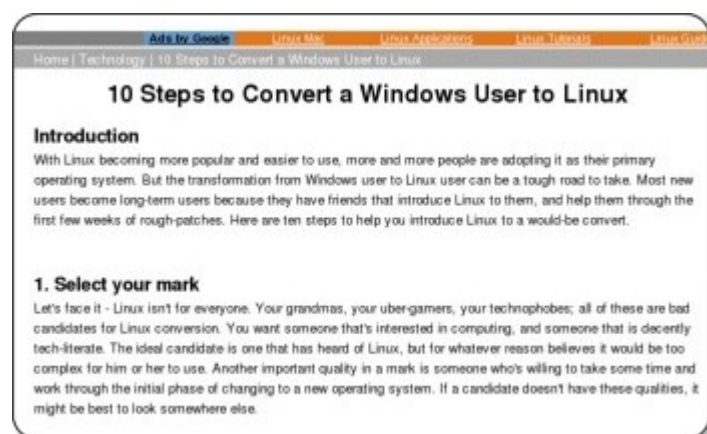 Ads by Google Linux Mac Linux Applications Linux Tutorials Linux Guide
Home | Technology | 10 Steps to Convert a Windows User to Linux
10 Steps to Convert a Windows User to Linux
Introduction
With Linux becoming more popular and easier to use, more and more people are adopting it as their primary
operating system. But the transformation from Windows user to Linux user can be a tough road to take. Most new
users become long-term users because they have friends that introduce Linux to them, and help them through the
first few weeks of rough-patches. Here are ten steps to help you introduce Linux to a would-be convert.
1. Select your mark
Let's face it - Linux isn't for everyone. Your grandmas, your uber-gamers, your technophobes; all of these are bad
candidates for Linux conversion. You want someone that's interested in computing, and someone that is decently
tech-literate. The ideal candidate is one that has heard of Linux, but for whatever reason believes it would be too
complex for him or her to use. Another important quality in a mark is someone who's willing to take some time and
work through the initial phase of changing to a new operating system. If a candidate doesn't have these qualities, it
might be best to look somewhere else.